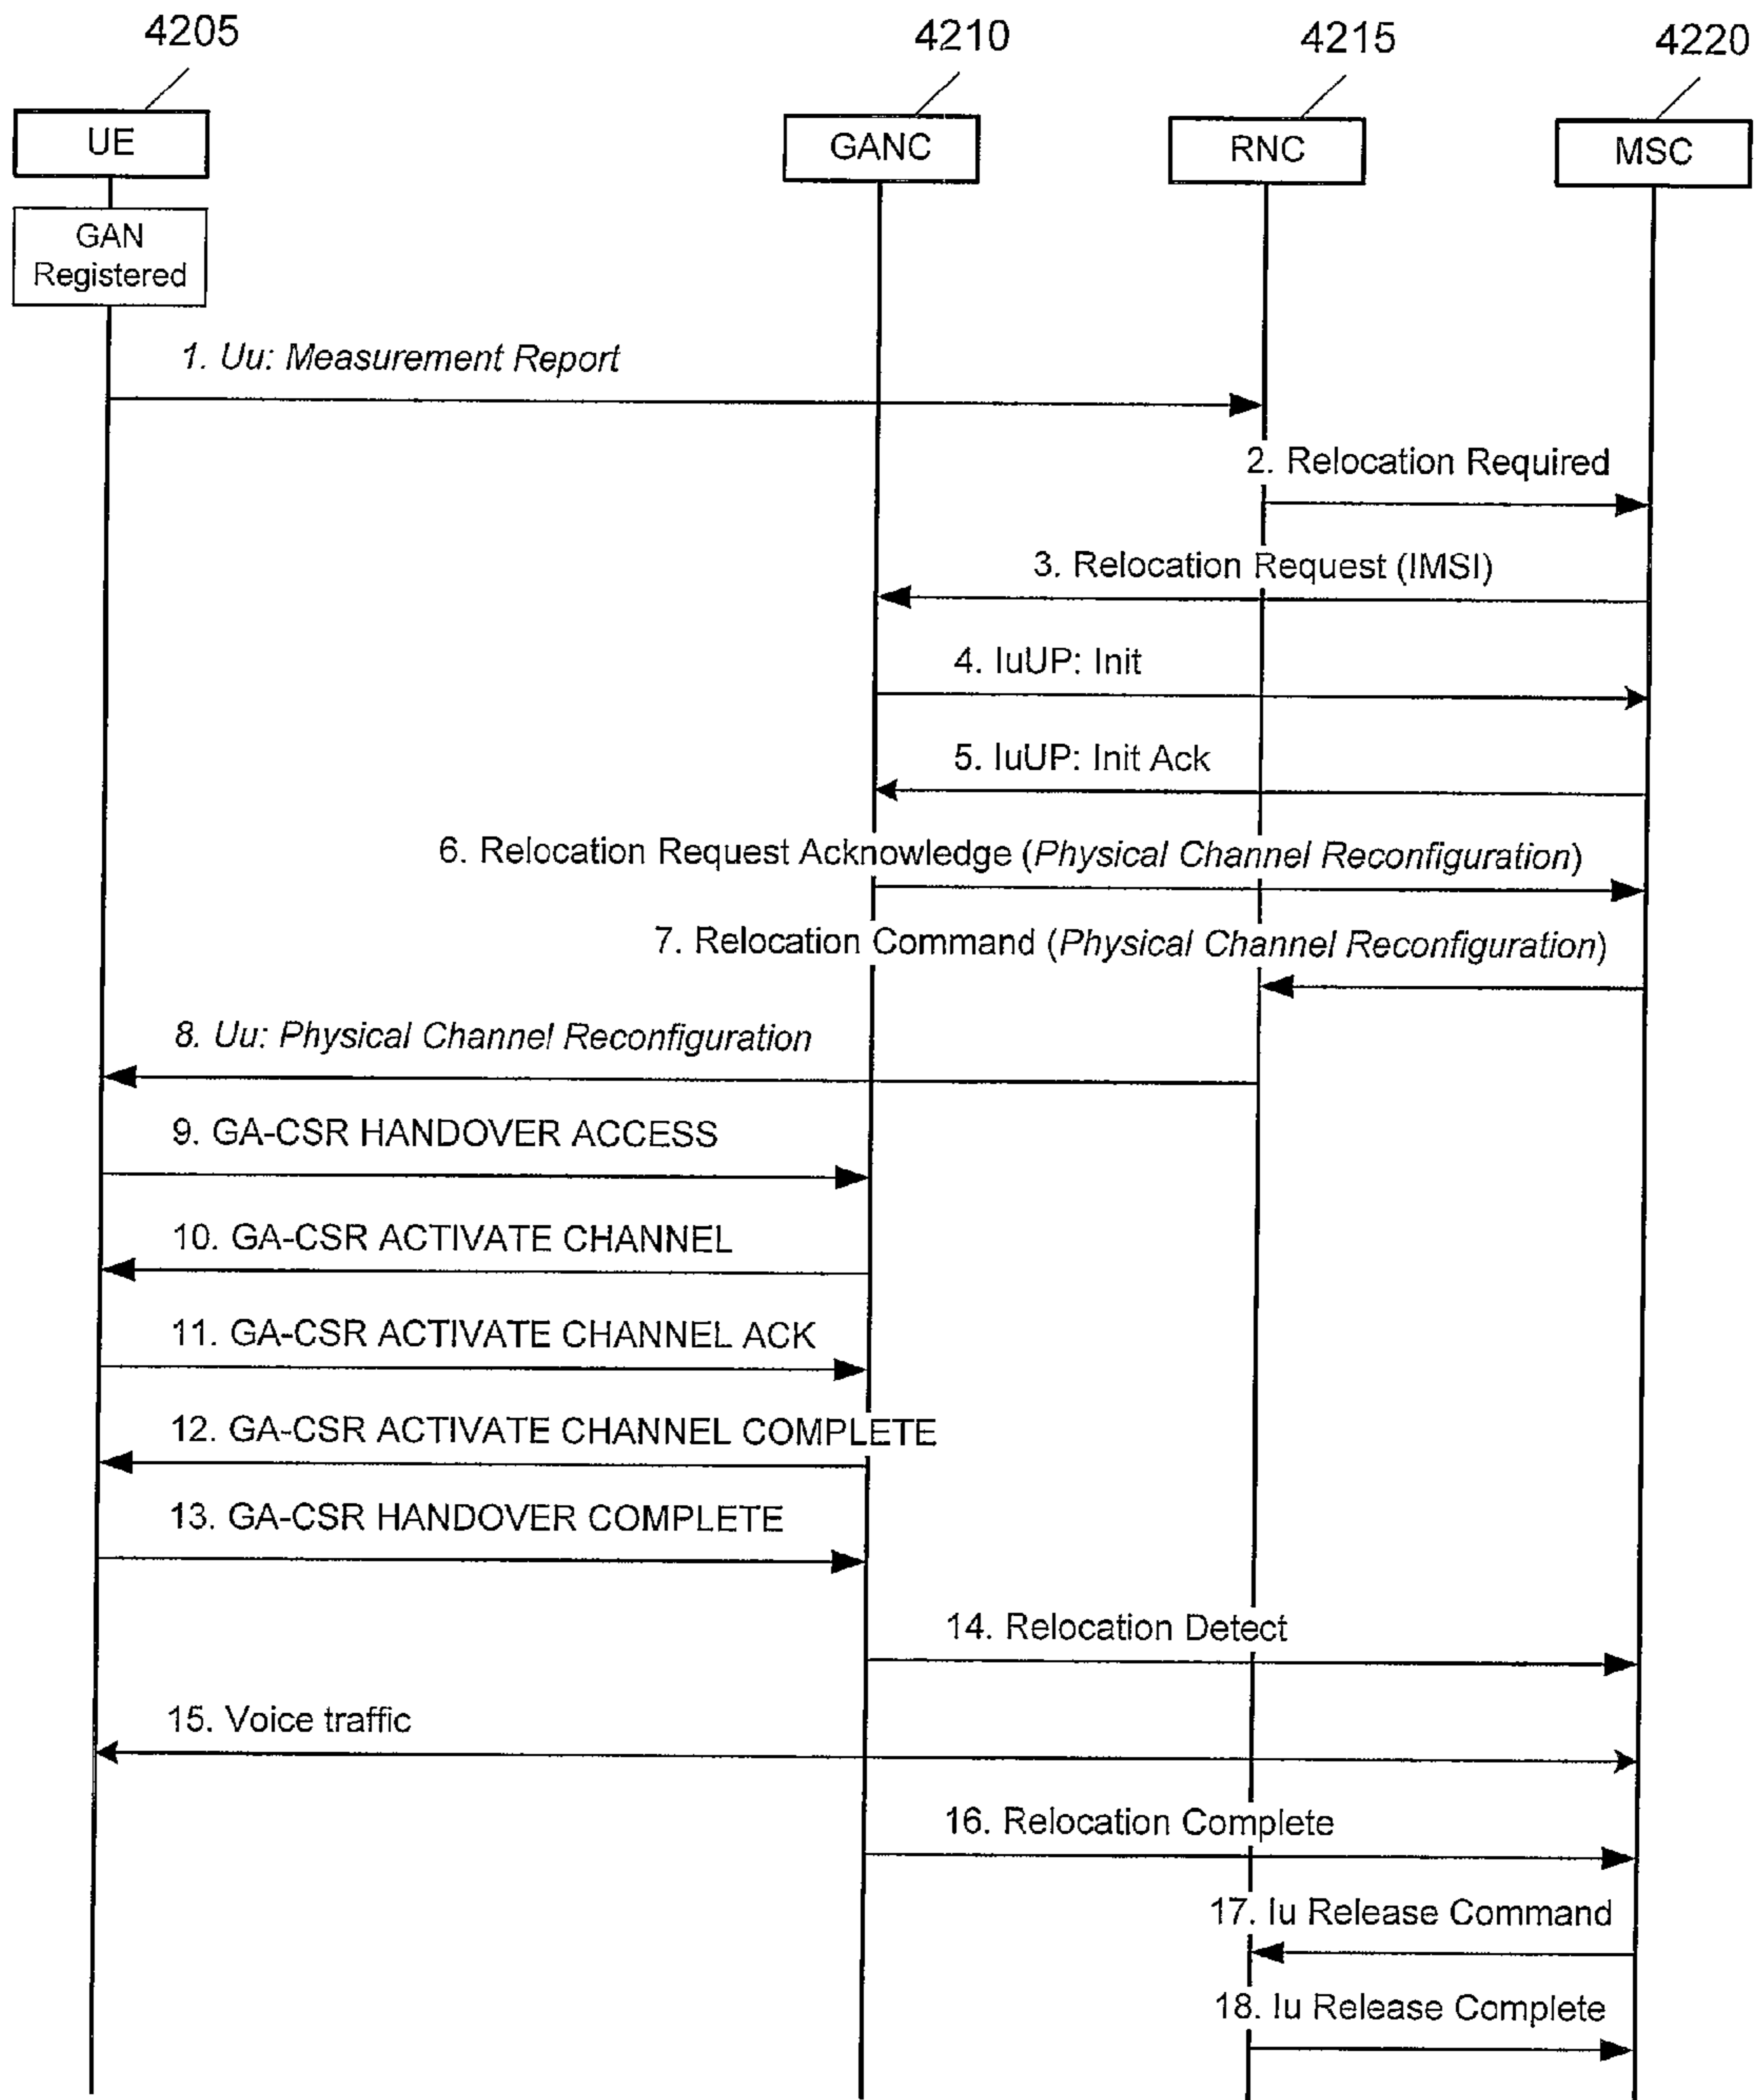 4205
4210
4215
4220
UE
GANC
RNC
MSC
GAN
Registered
1. Uu: Measurement Report
2. Relocation Required
3. Relocation Request (IMSI)
4. IuUP: Init
5. IuUP: Init Ack
6. Relocation Request Acknowledge (Physical Channel Reconfiguration)
7. Relocation Command (Physical Channel Reconfiguration)
8. Uu: Physical Channel Reconfiguration
9. GA-CSR HANDOVER ACCESS
10. GA-CSR ACTIVATE CHANNEL
11. GA-CSR ACTIVATE CHANNEL ACK
12. GA-CSR ACTIVATE CHANNEL COMPLETE
13. GA-CSR HANDOVER COMPLETE
14. Relocation Detect
15. Voice traffic
16. Relocation Complete
17. Iu Release Command
18. Iu Release Complete